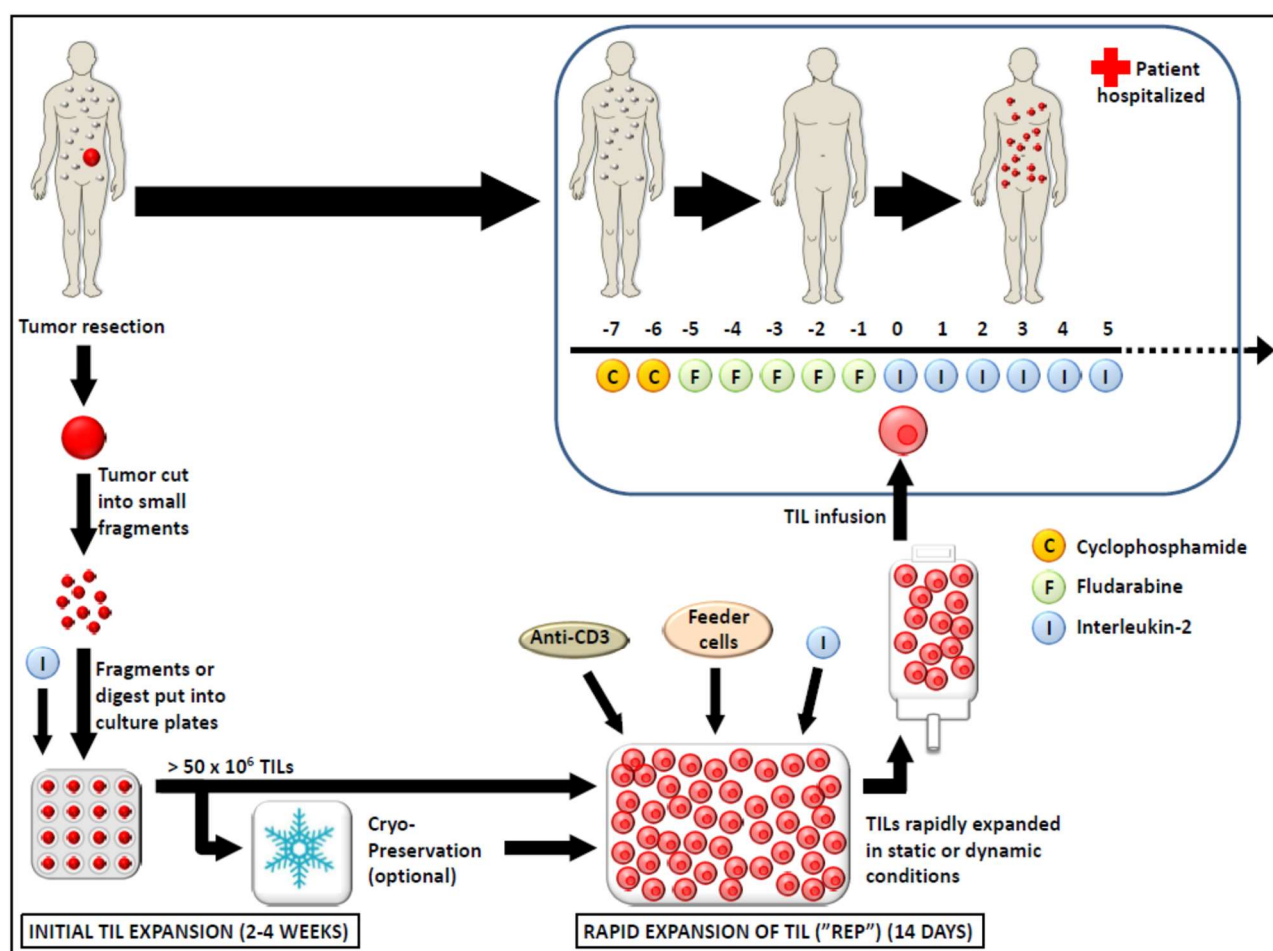 Patient
hospitalized
Tumor resection
-7 -6 -5 -4 -3 -2 -1 0 1 2 3 4 5
C C F F F F F I I I I I I
Tumor cut
into small
fragments
TIL infusion
C Cyclophosphamide
F Fludarabine
I Interleukin-2
Anti-CD3
Feeder
cells
I
I
Fragments or
digest put into
culture plates
> 50 x 10⁶ TILs
Cryo-
Preservation
(optional)
TILs rapidly expanded
in static or dynamic
conditions
INITIAL TIL EXPANSION (2-4 WEEKS)
RAPID EXPANSION OF TIL ("REP") (14 DAYS)